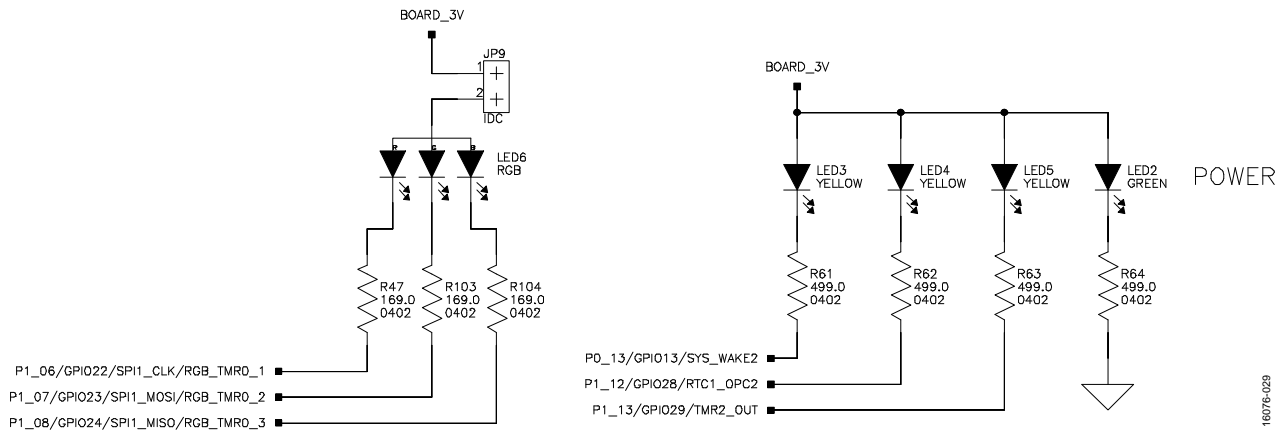 BOARD_3V
JP9
1
2
IDC
R
G
B
LED6
RGB
R47
169.0
0402
R103
169.0
0402
R104
169.0
0402
P1_06/GPIO22/SPI1_CLK/RGB_TMR0_1
P1_07/GPIO23/SPI1_MOSI/RGB_TMR0_2
P1_08/GPIO24/SPI1_MISO/RGB_TMR0_3
BOARD_3V
LED3
YELLOW
LED4
YELLOW
LED5
YELLOW
LED2
GREEN
POWER
R61
499.0
0402
R62
499.0
0402
R63
499.0
0402
R64
499.0
0402
P0_13/GPIO13/SYS_WAKE2
P1_12/GPIO28/RTC1_OPC2
P1_13/GPIO29/TMR2_OUT
16076-029